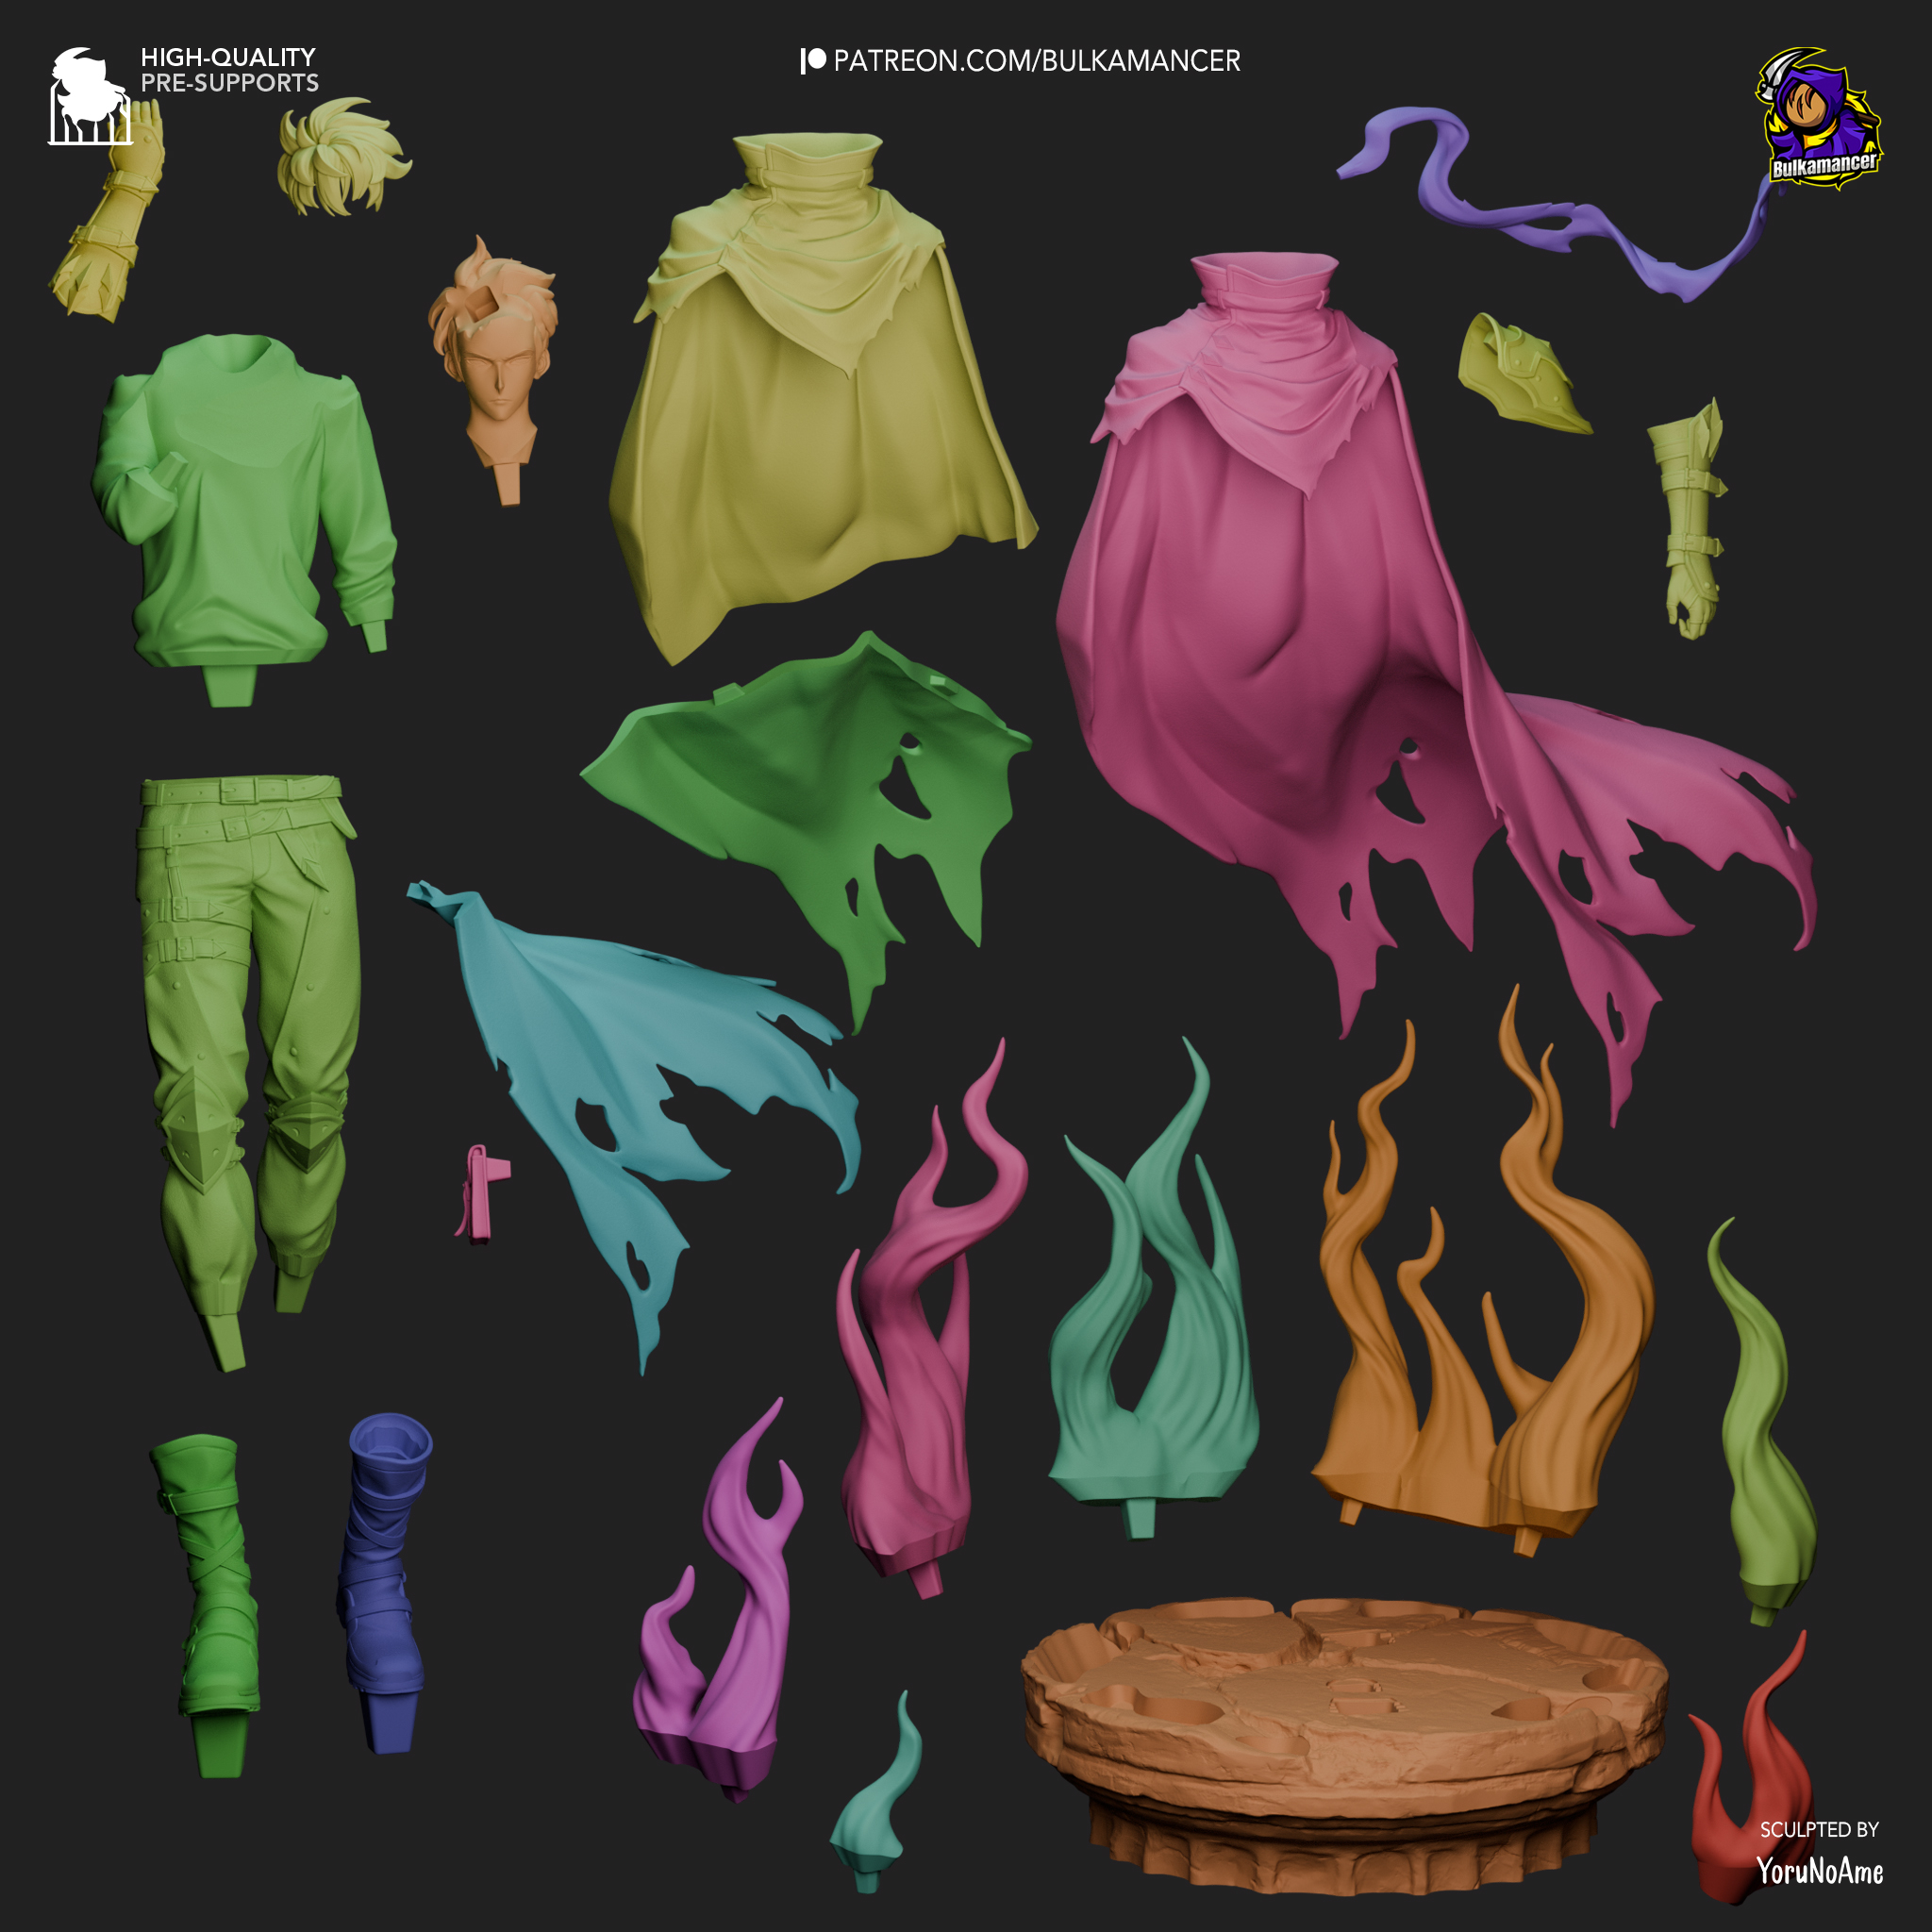 HIGH-QUALITY
PRE-SUPPORTS
PATREON.COM/BULKAMANCER
Bulkamancer
SCULPTED BY
YoruNoAme